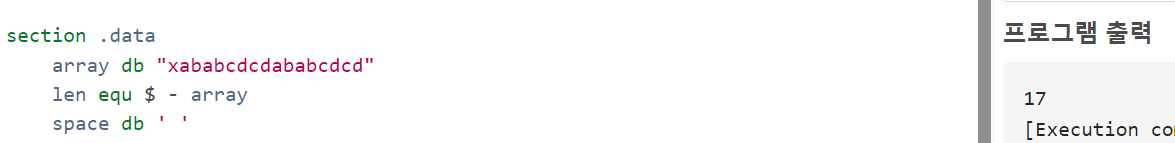 section .data
array db "xababcdcdababcdcd"
len equ $ - array
space db ' '
프로그램 출력
17
[Execution co